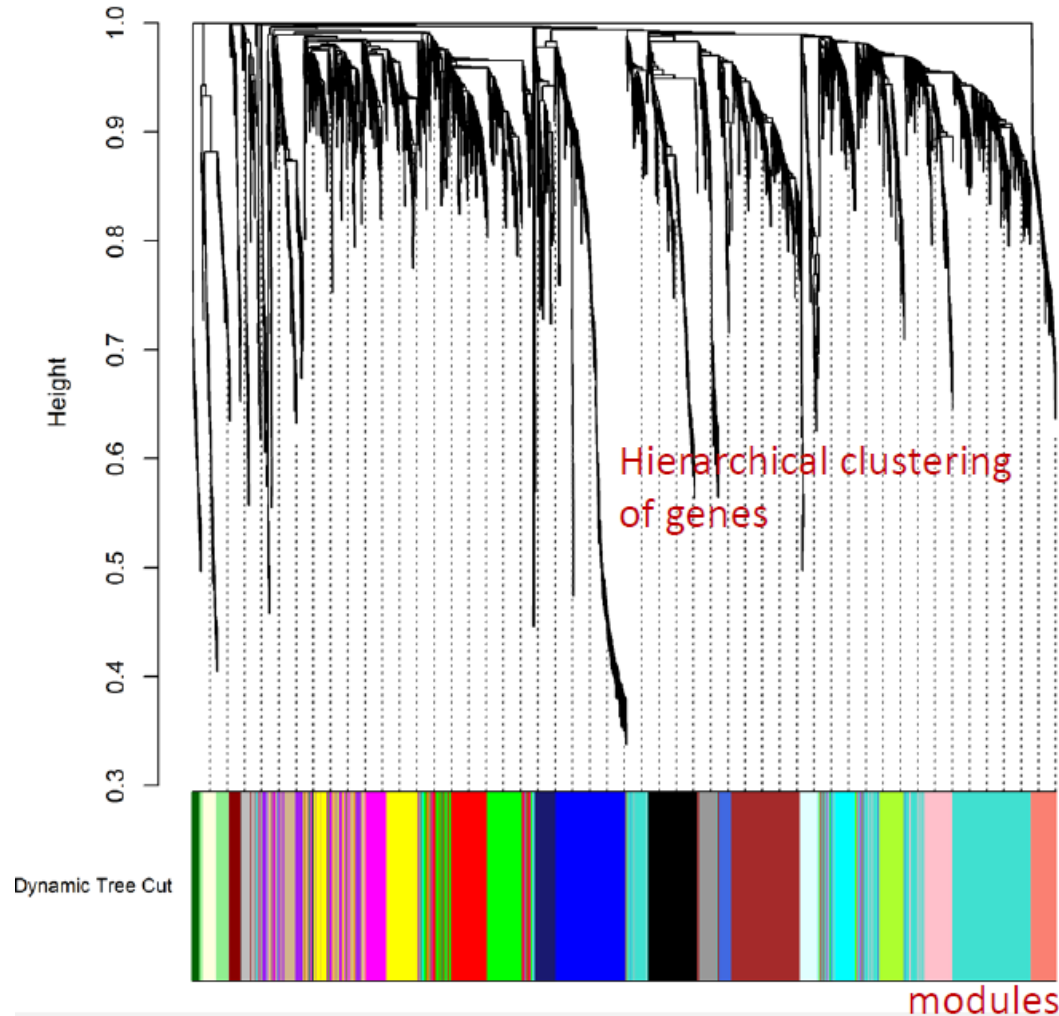 1.0
0.9
0.8
0.7
0.6
0.5
0.4
0.3
Height
Hierarchical clustering
of genes
Dynamic Tree Cut
modules